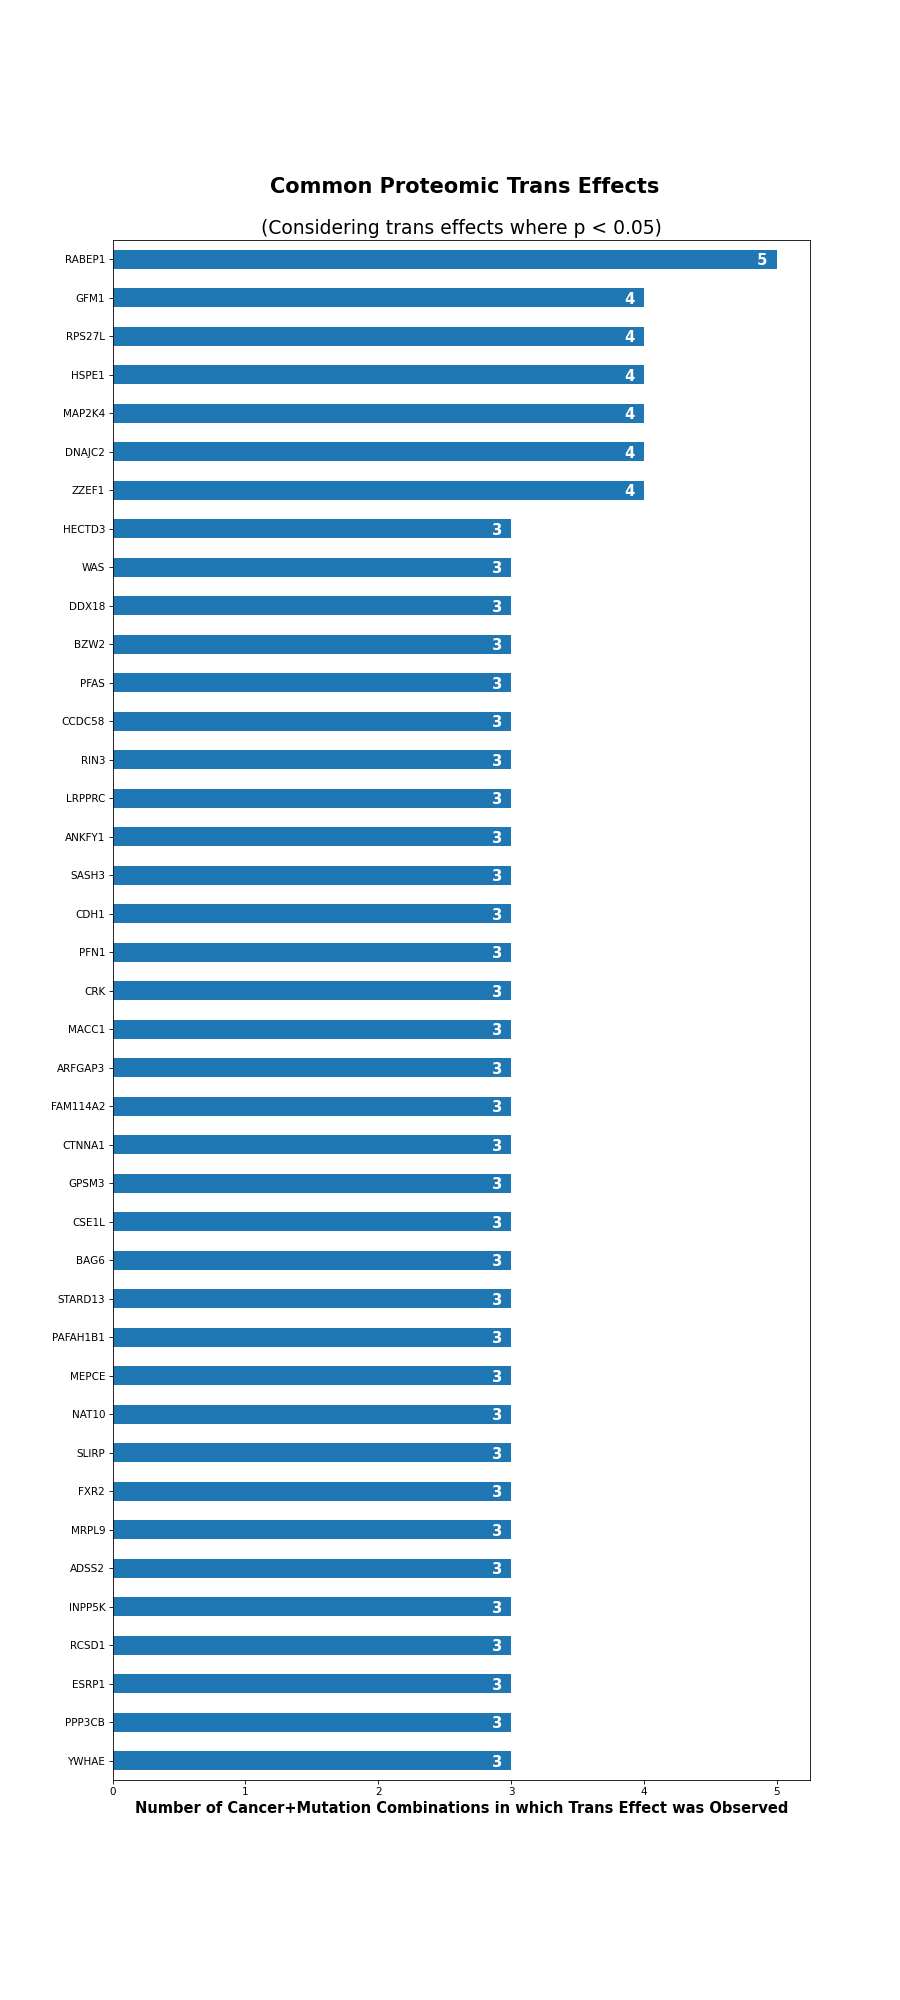 Common Proteomic Trans Effects
(Considering trans effects where p < 0.05)
RABEP1 5
GFM1 4
RPS27L 4
HSPE1 4
MAP2K4 4
DNAJC2 4
ZZEF1 4
HECTD3 3
WAS 3
DDX18 3
BZW2 3
PFAS 3
CCDC58 3
RIN3 3
LRPPRC 3
ANKFY1 3
SASH3 3
CDH1 3
PFN1 3
CRK 3
MACC1 3
ARFGAP3 3
FAM114A2 3
CTNNA1 3
GPSM3 3
CSE1L 3
BAG6 3
STARD13 3
PAFAH1B1 3
MEPCE 3
NAT10 3
SLIRP 3
FXR2 3
MRPL9 3
ADSS2 3
INPP5K 3
RCSD1 3
ESRP1 3
PPP3CB 3
YWHAE 3
0 1 2 3 4 5
Number of Cancer+Mutation Combinations in which Trans Effect was Observed